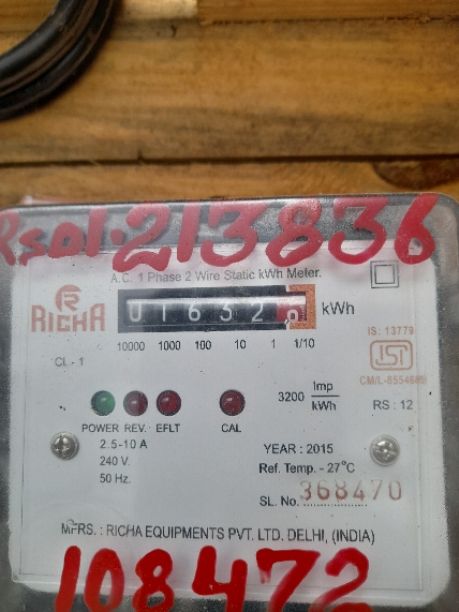 Rsol.213836
A.C. 1 Phase 2 Wire Static kWh Meter.
R
RICHA
01632
kWh
10000 1000 100 10 1 1/10
IS: 13779
ISI
CL - 1
3200 Imp/kWh
RS : 12
POWER REV. EFLT CAL
2.5-10 A
240 V.
50 Hz.
YEAR : 2015
Ref. Temp. - 27°C
SL. No. 368470
MFRS. : RICHA EQUIPMENTS PVT. LTD. DELHI, (INDIA)
108472